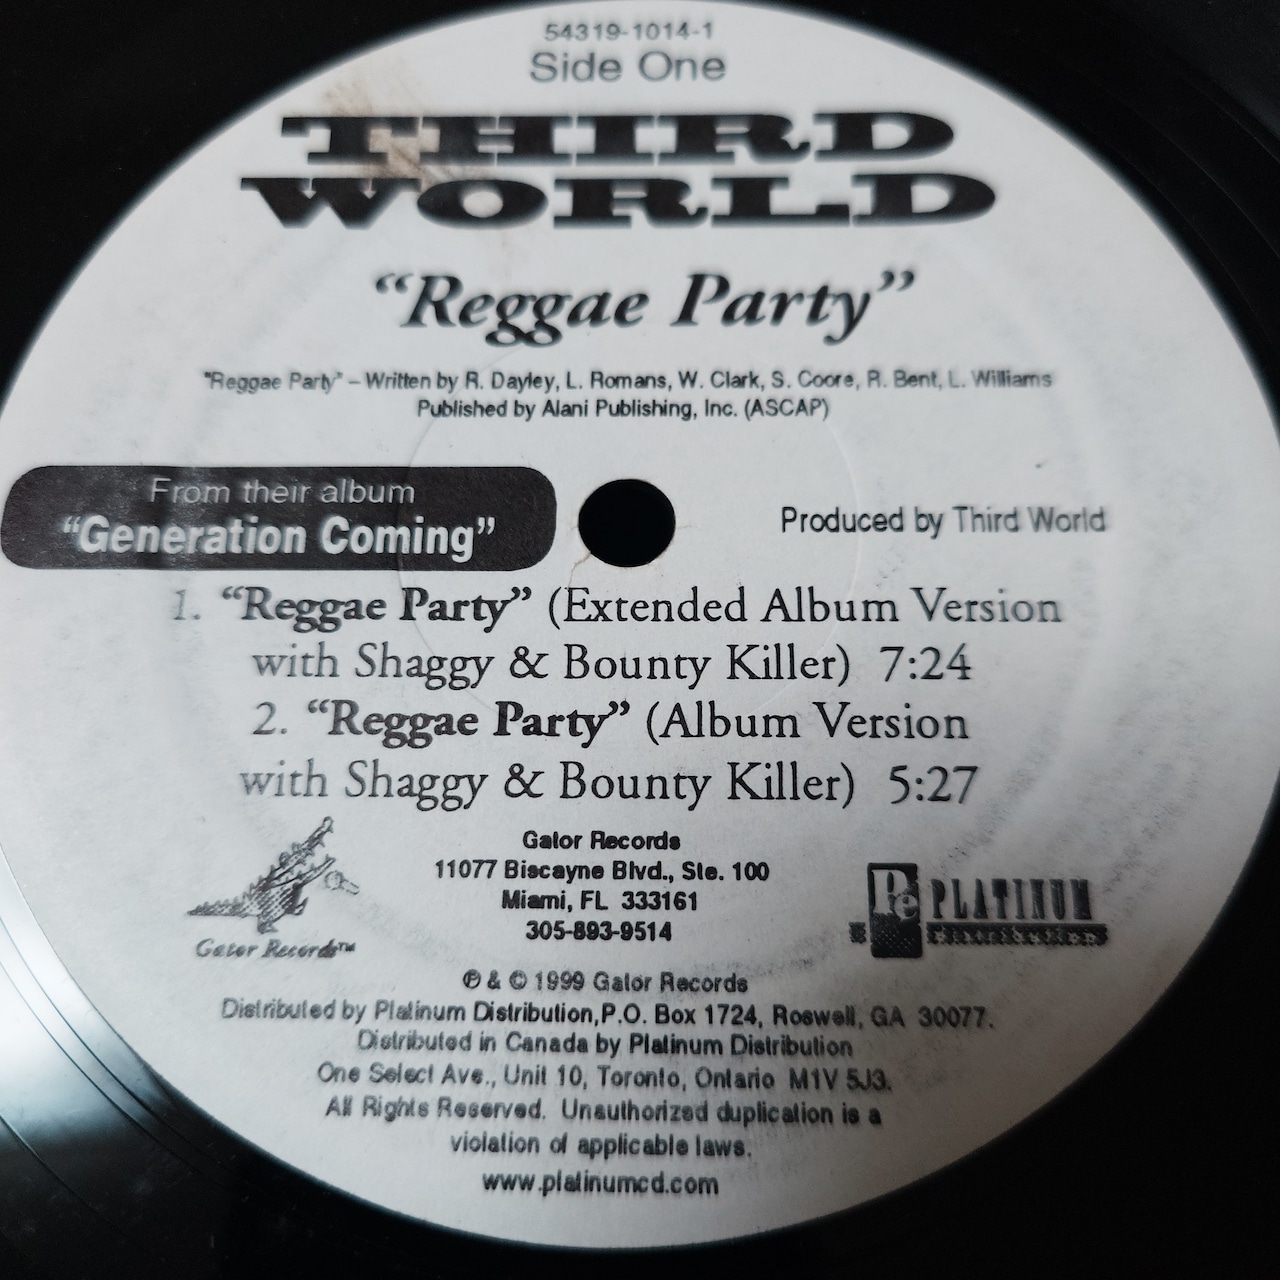 54319-1014-1
Side One
THIRD
WORLD
“Reggae Party”
"Reggae Party" – Written by R. Dayley, L. Romans, W. Clark, S. Coore, R. Bent, L. Williams
Published by Alani Publishing, Inc. (ASCAP)
From their album
“Generation Coming”
Produced by Third World
1. “Reggae Party” (Extended Album Version
with Shaggy & Bounty Killer) 7:24
2. “Reggae Party” (Album Version
with Shaggy & Bounty Killer) 5:27
Gator Records
11077 Biscayne Blvd., Ste. 100
Miami, FL 333161
305-893-9514
Gator Records™
Pe PLATINUM
distribution
℗ & © 1999 Gator Records
Distributed by Platinum Distribution,P.O. Box 1724, Roswell, GA 30077.
Distributed in Canada by Platinum Distribution
One Select Ave., Unit 10, Toronto, Ontario M1V 5J3.
All Rights Reserved. Unauthorized duplication is a
violation of applicable laws.
www.platinumcd.com